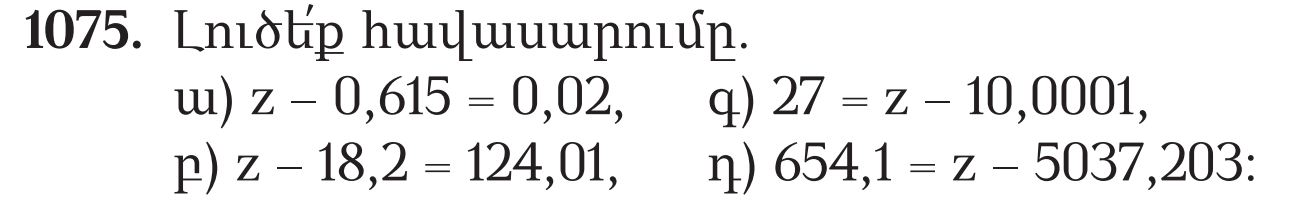 1075. Լուծե՛ք հավասարումը.
ա) z – 0,615 = 0,02, գ) 27 = z – 10,0001,
բ) z – 18,2 = 124,01, դ) 654,1 = z – 5037,203: